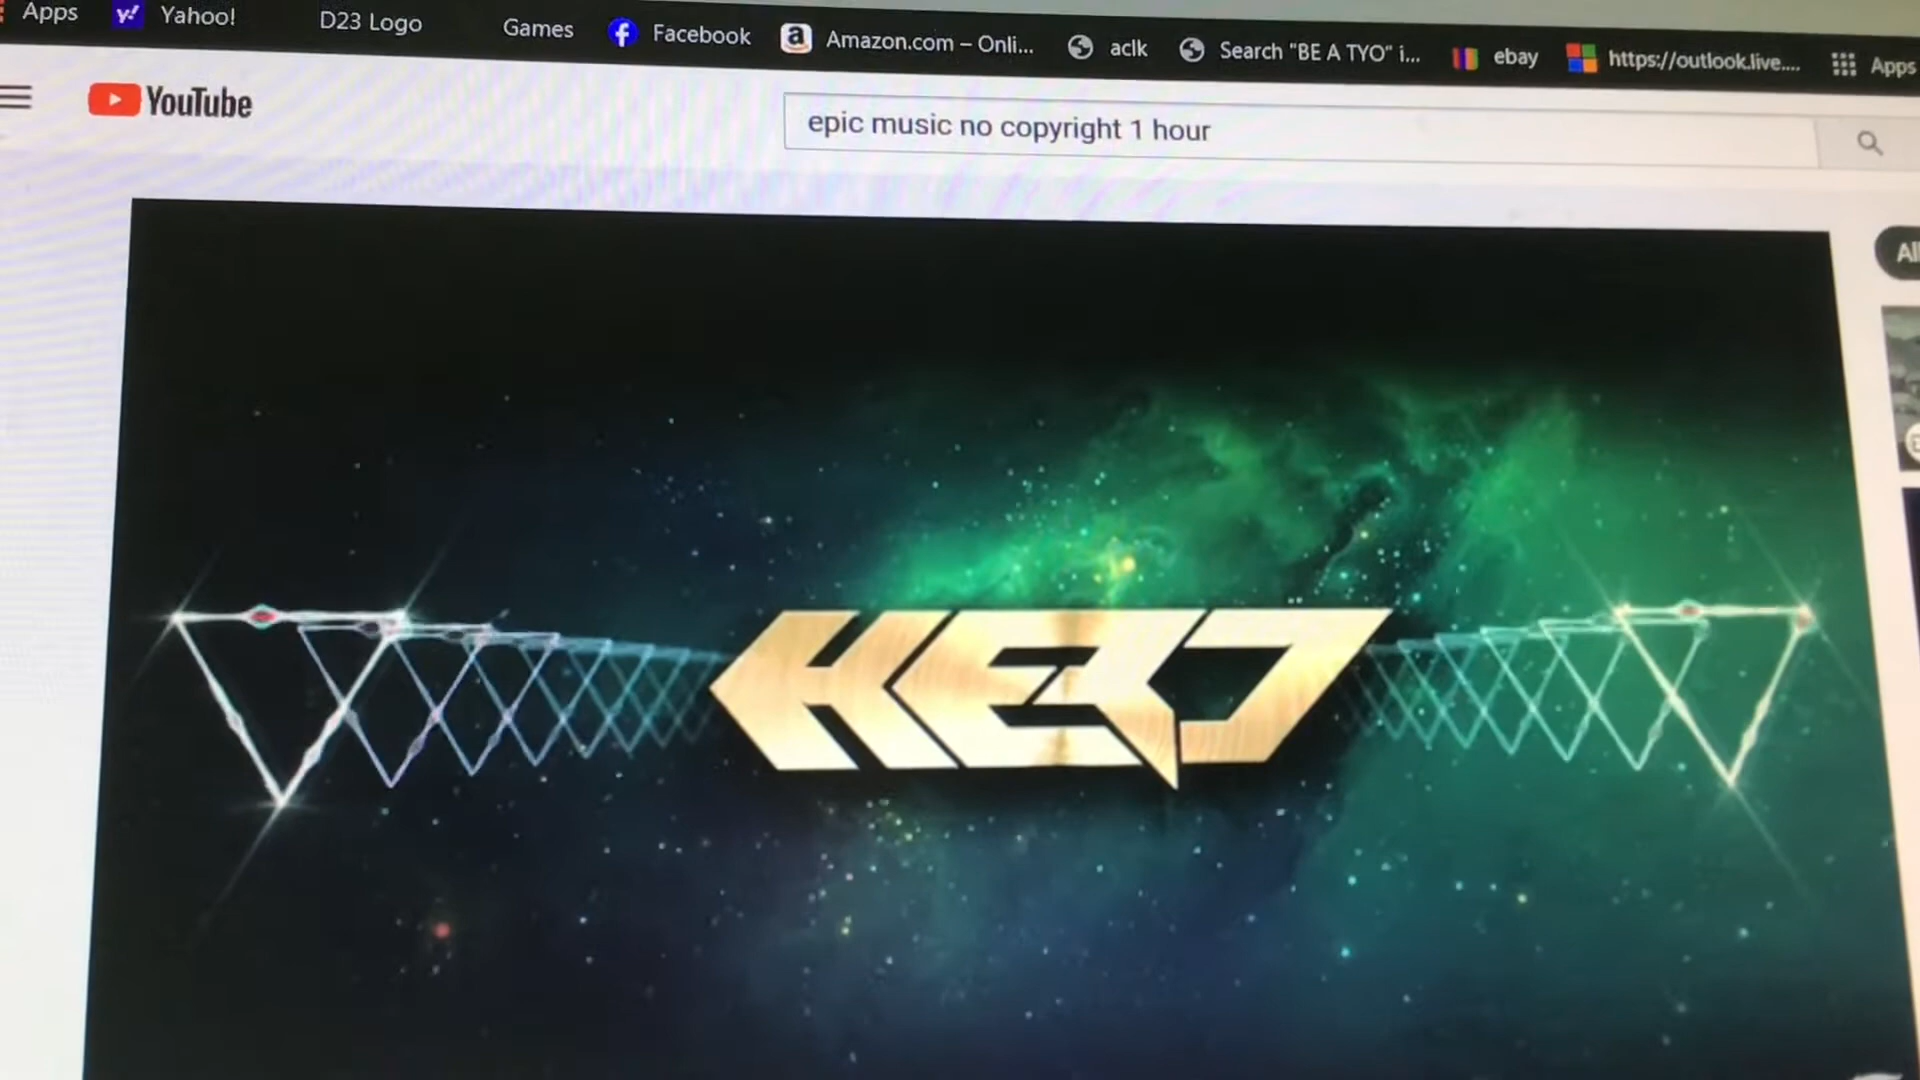 Apps Yahoo! D23 Logo Games Facebook Amazon.com – Onli... aclk Search "BE A TYO" i... ebay https://outlook.live.... Apps
YouTube
epic music no copyright 1 hour
All